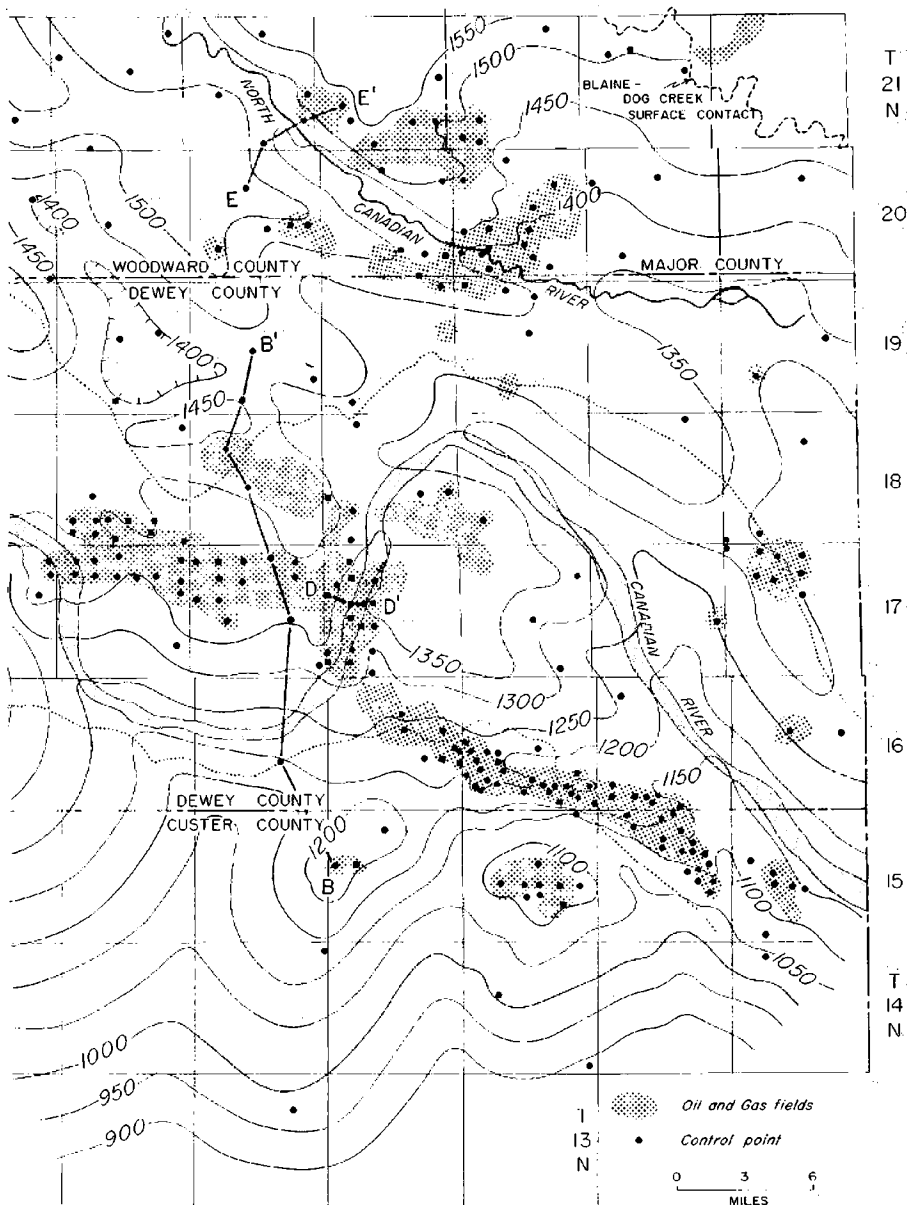 1550
1500
T
21
N
BLAINE -
DOG CREEK
SURFACE CONTACT
NORTH
E'
1450
E
1400
1500
CANADIAN
1400
20
1450
WOODWARD COUNTY
MAJOR COUNTY
DEWEY COUNTY
RIVER
B'
1400
1350
19
1450
18
D
D'
CANADIAN
17
1350
1300
RIVER
1250
1200
16
1150
DEWEY COUNTY
CUSTER COUNTY
1200
1100
B
1100
15
1050
T
14
N
1000
950
900
Oil and Gas fields
Control point
13
N
0 3 6
MILES